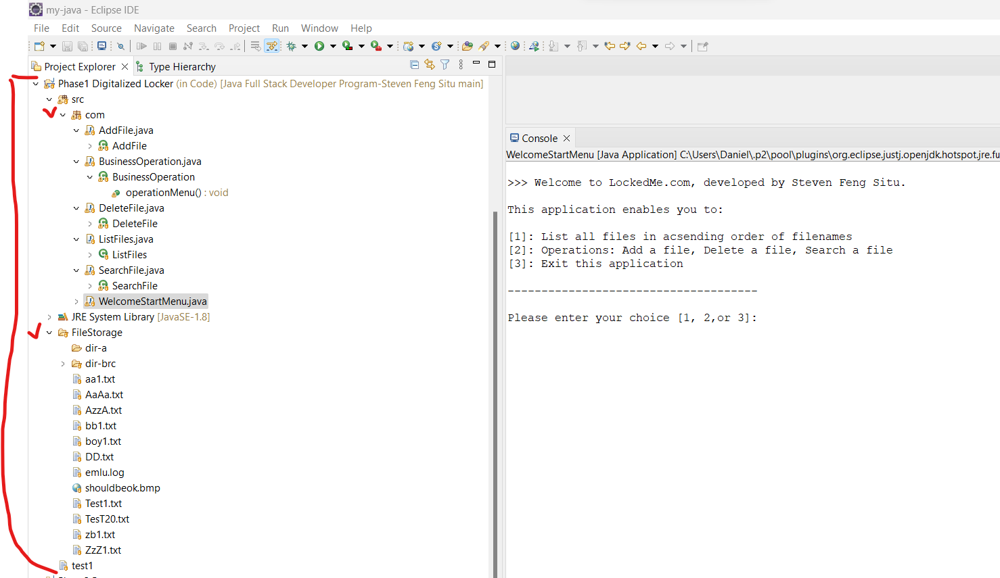 my-java - Eclipse IDE
File Edit Source Navigate Search Project Run Window Help
Project Explorer Type Hierarchy
Phase1 Digitalized Locker (in Code) [Java Full Stack Developer Program-Steven Feng Situ main]
src
com
AddFile.java
AddFile
BusinessOperation.java
BusinessOperation
operationMenu() : void
DeleteFile.java
DeleteFile
ListFiles.java
ListFiles
SearchFile.java
SearchFile
WelcomeStartMenu.java
JRE System Library [JavaSE-1.8]
FileStorage
dir-a
dir-brc
aa1.txt
AaAa.txt
AzzA.txt
bb1.txt
boy1.txt
DD.txt
emlu.log
shouldbeok.bmp
Test1.txt
TesT20.txt
zb1.txt
ZzZ1.txt
test1
Console
WelcomeStartMenu [Java Application] C:\Users\Daniel\.p2\pool\plugins\org.eclipse.justj.openjdk.hotspot.jre.fu
>>> Welcome to LockedMe.com, developed by Steven Feng Situ.
This application enables you to:
[1]: List all files in acsending order of filenames
[2]: Operations: Add a file, Delete a file, Search a file
[3]: Exit this application
-------------------------------------
Please enter your choice [1, 2,or 3]: